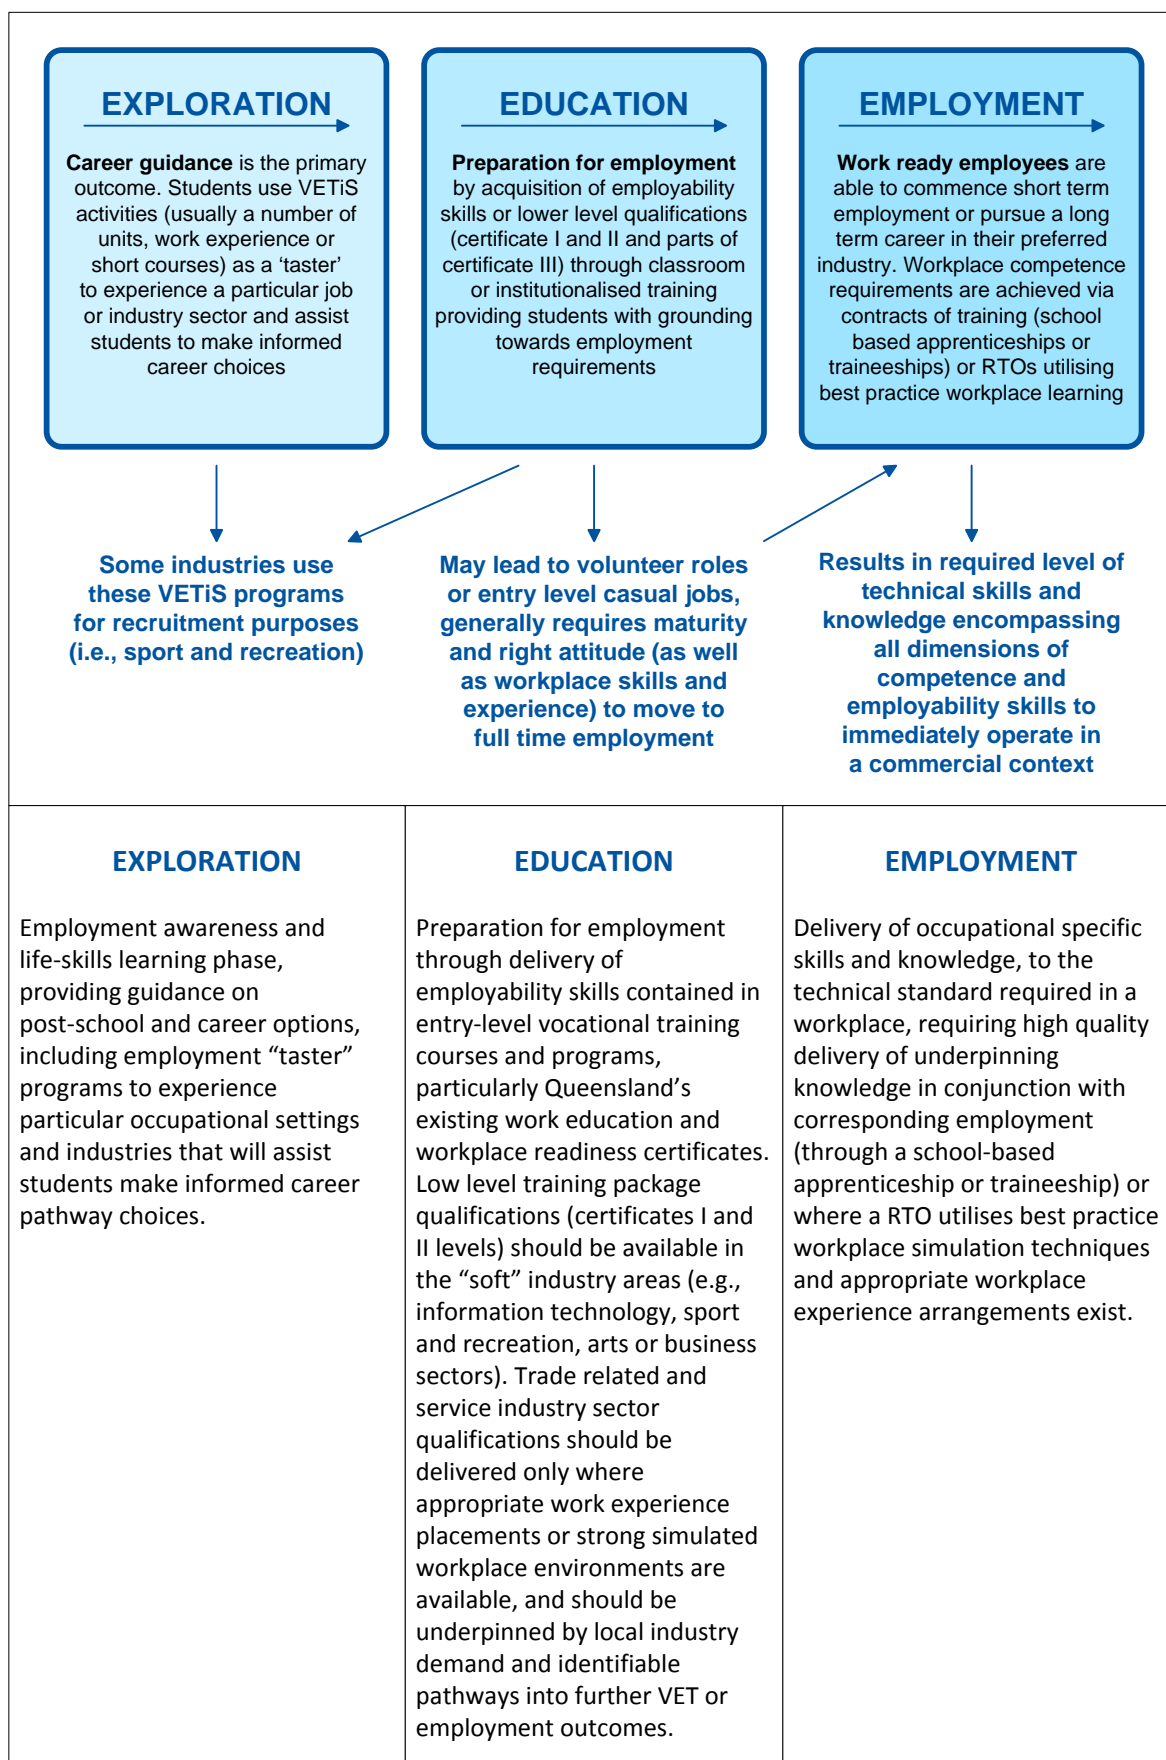 EXPLORATION
Career guidance is the primary
outcome. Students use VETiS
activities (usually a number of
units, work experience or
short courses) as a ‘taster’
to experience a particular job
or industry sector and assist
students to make informed
career choices
EDUCATION
Preparation for employment
by acquisition of employability
skills or lower level qualifications
(certificate I and II and parts of
certificate III) through classroom
or institutionalised training
providing students with grounding
towards employment
requirements
EMPLOYMENT
Work ready employees are
able to commence short term
employment or pursue a long
term career in their preferred
industry. Workplace competence
requirements are achieved via
contracts of training (school
based apprenticeships or
traineeships) or RTOs utilising
best practice workplace learning
Some industries use
these VETiS programs
for recruitment purposes
(i.e., sport and recreation)
May lead to volunteer roles
or entry level casual jobs,
generally requires maturity
and right attitude (as well
as workplace skills and
experience) to move to
full time employment
Results in required level of
technical skills and
knowledge encompassing
all dimensions of
competence and
employability skills to
immediately operate in
a commercial context
EXPLORATION
Employment awareness and
life-skills learning phase,
providing guidance on
post-school and career options,
including employment “taster”
programs to experience
particular occupational settings
and industries that will assist
students make informed career
pathway choices.
EDUCATION
Preparation for employment
through delivery of
employability skills contained in
entry-level vocational training
courses and programs,
particularly Queensland’s
existing work education and
workplace readiness certificates.
Low level training package
qualifications (certificates I and
II levels) should be available in
the “soft” industry areas (e.g.,
information technology, sport
and recreation, arts or business
sectors). Trade related and
service industry sector
qualifications should be
delivered only where
appropriate work experience
placements or strong simulated
workplace environments are
available, and should be
underpinned by local industry
demand and identifiable
pathways into further VET or
employment outcomes.
EMPLOYMENT
Delivery of occupational specific
skills and knowledge, to the
technical standard required in a
workplace, requiring high quality
delivery of underpinning
knowledge in conjunction with
corresponding employment
(through a school-based
apprenticeship or traineeship) or
where a RTO utilises best practice
workplace simulation techniques
and appropriate workplace
experience arrangements exist.